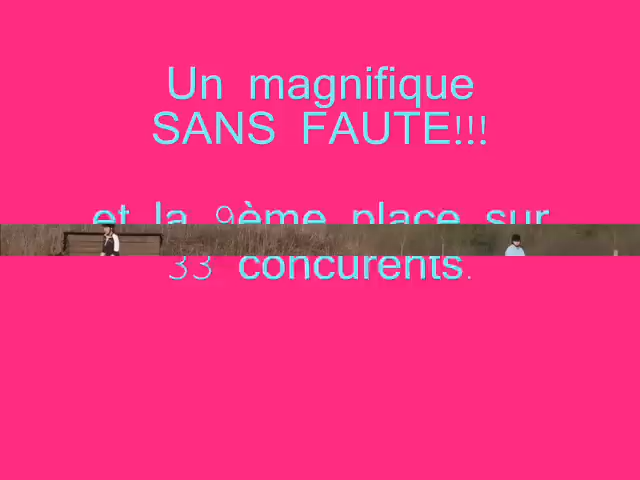 Un magnifique
SANS FAUTE!!!
et la 9ème place sur
33 concurents.